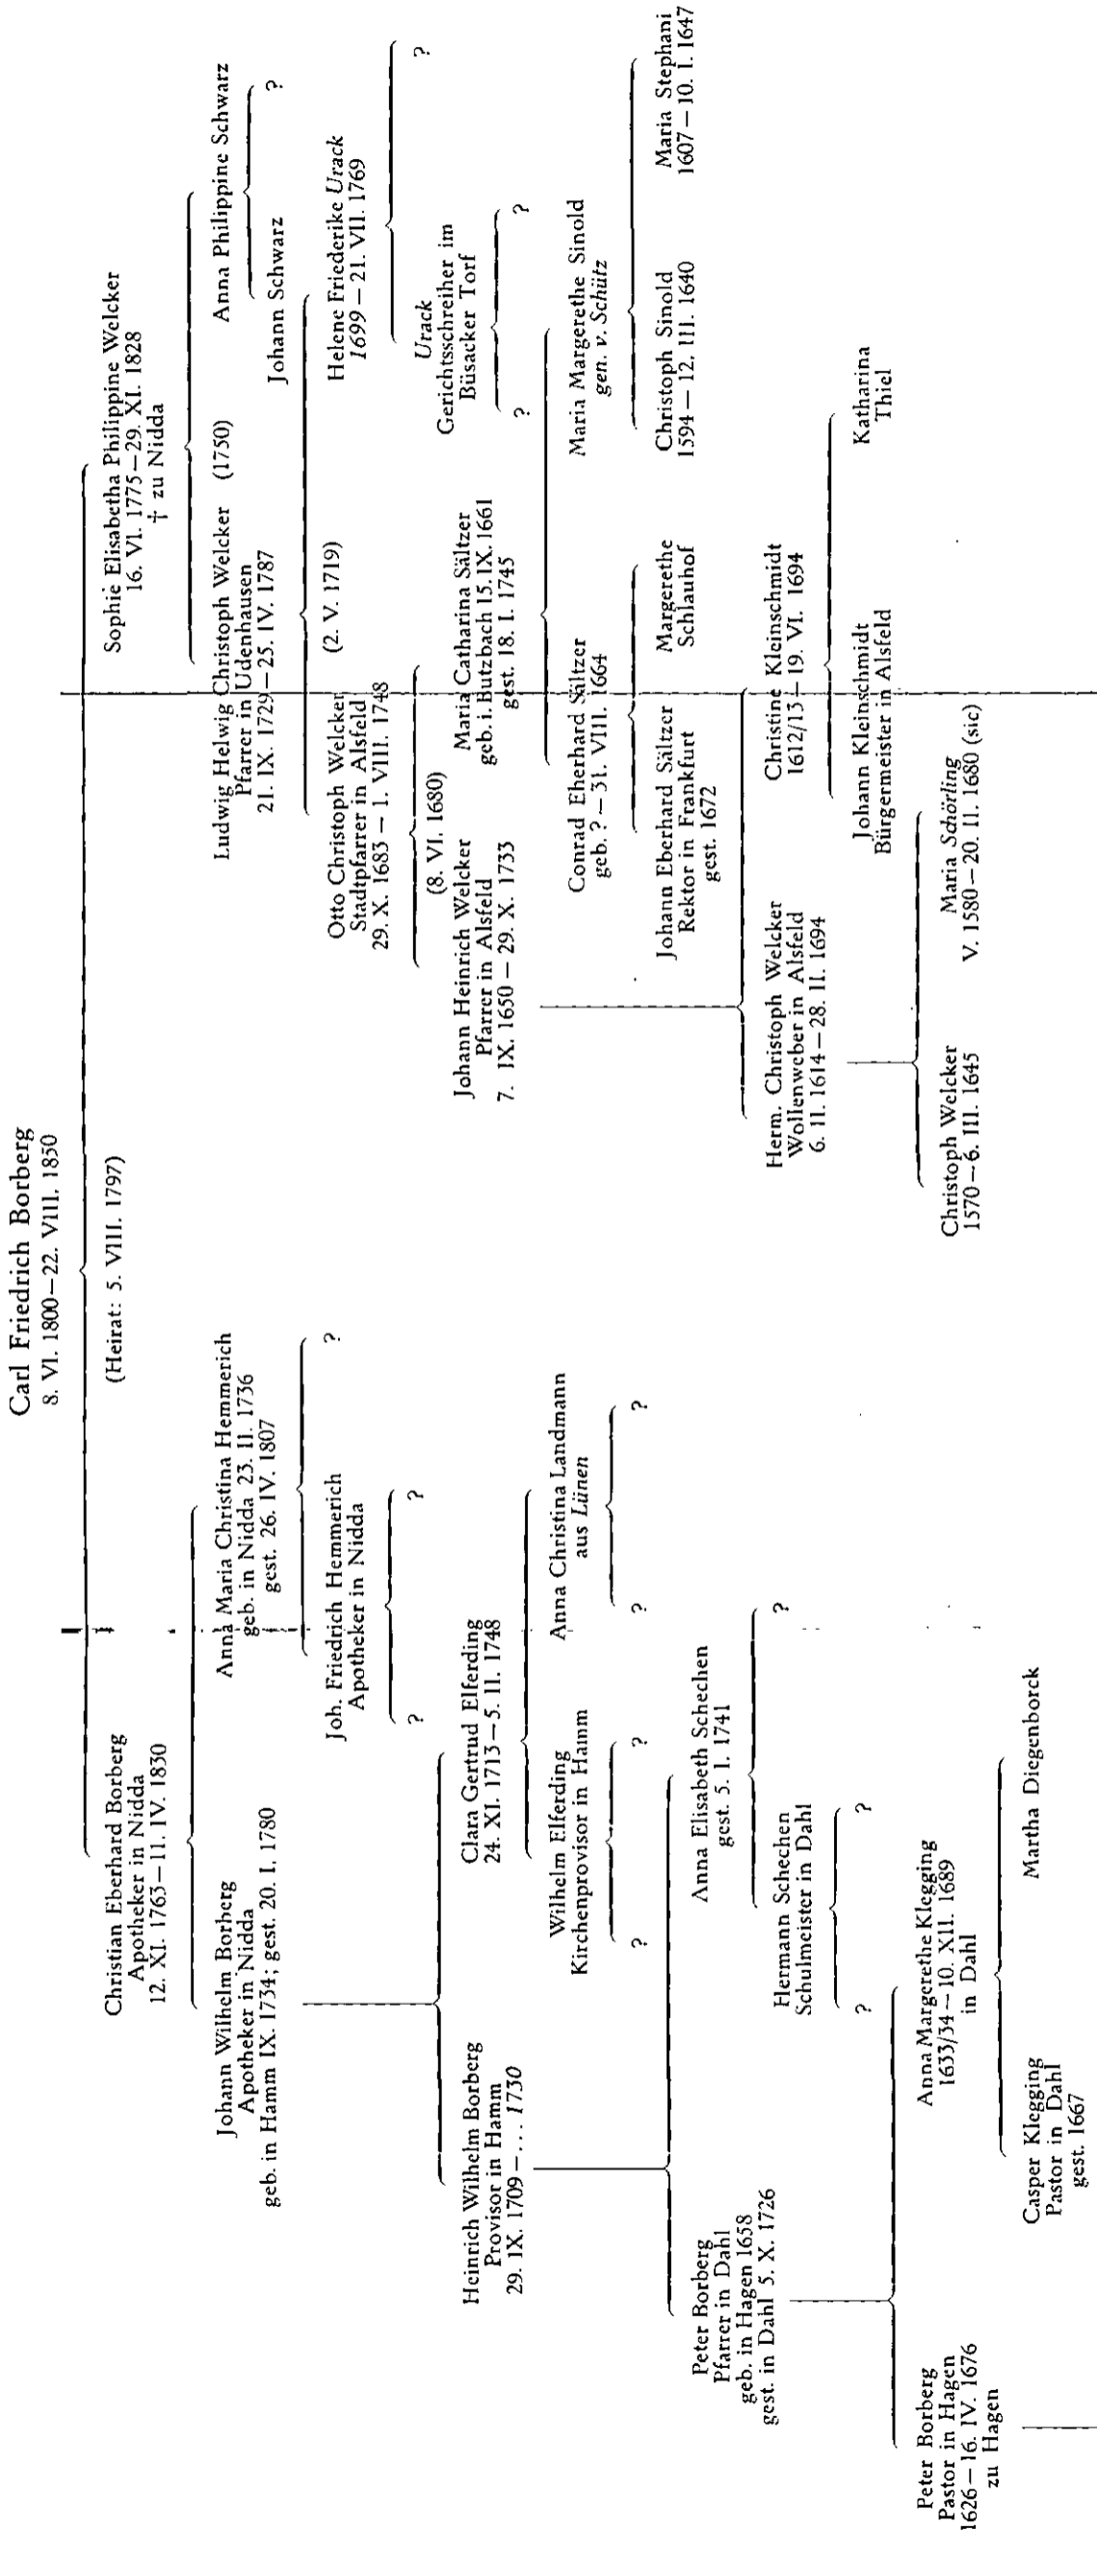 Carl Friedrich Borberg
8. VI. 1800–22. VIII. 1850
(Heirat: 5. VIII. 1797)
Christian Eberhard Borberg
Apotheker in Nidda
12. XI. 1763–11. IV. 1830
Sophie Elisabetha Philippine Welcker
16. VI. 1775–29. XI. 1828
† zu Nidda
Johann Wilhelm Borberg
Apotheker in Nidda
geb. in Hamm IX. 1734; gest. 20. I. 1780
Anna Maria Christina Hemmerich
geb. in Nidda 23. II. 1736
gest. 26. IV. 1807
Ludwig Helwig Christoph Welcker
Pfarrer in Udenhausen
21. IX. 1729–25. IV. 1787
(1750)
Anna Philippine Schwarz
Johann Schwarz
?
Joh. Friedrich Hemmerich
Apotheker in Nidda
?
Otto Christoph Welcker
Stadtpfarrer in Alsfeld
29. X. 1683 – 1. VIII. 1748
(2. V. 1719)
Helene Friederike Urack
1699 – 21. VII. 1769
?
?
Urack
Gerichtsschreiher im
Büsacker Torf
?
Heinrich Wilhelm Borberg
Provisor in Hamm
29. IX. 1709–... 1730
Clara Gertrud Elferding
24. XI. 1713–5. II. 1748
Johann Heinrich Welcker
Pfarrer in Alsfeld
7. IX. 1650 – 29. X. 1733
(8. VI. 1680)
Maria Catharina Sältzer
geb. i. Butzbach 15. IX. 1661
gest. 18. I. 1745
?
?
Wilhelm Elferding
Kirchenprovisor in Hamm
Anna Christina Landmann
aus Lünen
Conrad Eherhard Sältzer
geb. ? – 31. VIII. 1664
Maria Margerethe Sinold
gen. v. Schütz
?
?
?
?
Johann Eberhard Sältzer
Rektor in Frankfurt
gest. 1672
Margerethe
Schlauhof
Christoph Sinold
1594 – 12. III. 1640
Maria Stephani
1607 – 10. I. 1647
Peter Borberg
Pfarrer in Dahl
geb. in Hagen 1658
gest. in Dahl 5. X. 1726
Anna Elisabeth Schechen
gest. 5. I. 1741
Hermann Schechen
Schulmeister in Dahl
?
Herm. Christoph Welcker
Wollenweber in Alsfeld
6. II. 1614 – 28. II. 1694
Christine Kleinschmidt
1612/13 – 19. VI. 1694
?
?
Johann Kleinschmidt
Bürgermeister in Alsfeld
Katharina
Thiel
Peter Borberg
Pastor in Hagen
1626 – 16. IV. 1676
zu Hagen
Anna Margerethe Klegging
1633/34 – 10. XII. 1689
in Dahl
Christoph Welcker
1570–6. III. 1645
Maria Schörling
V. 1580–20. II. 1680 (sic)
Casper Klegging
Pastor in Dahl
gest. 1667
Martha Diegenborck